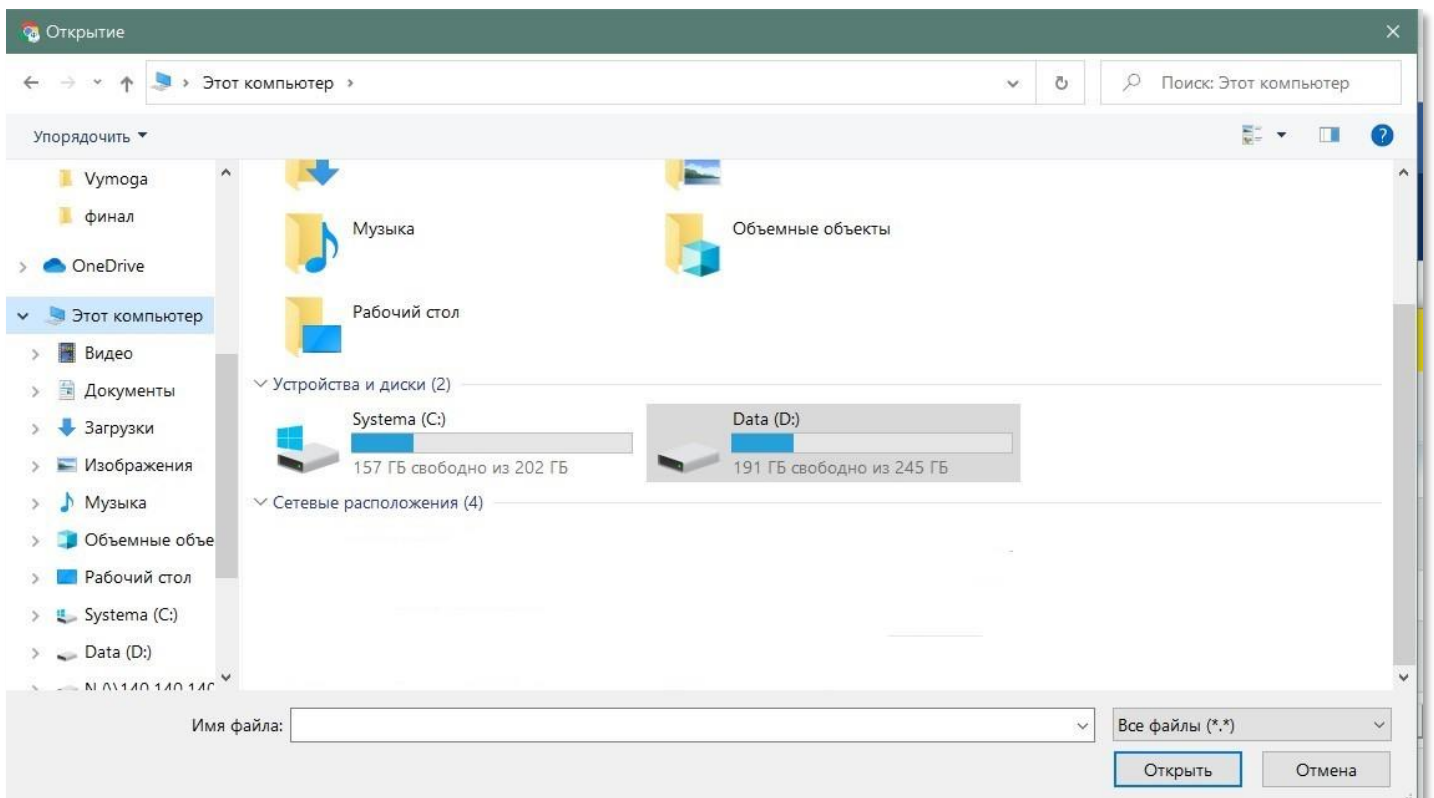 Открытие
Этот компьютер
Поиск: Этот компьютер
Упорядочить
Vymoga
финал
OneDrive
Этот компьютер
Видео
Документы
Загрузки
Изображения
Музыка
Объемные объе
Рабочий стол
Systema (C:)
Data (D:)
Музыка
Объемные объекты
Рабочий стол
Устройства и диски (2)
Systema (C:)
157 ГБ свободно из 202 ГБ
Data (D:)
191 ГБ свободно из 245 ГБ
Сетевые расположения (4)
Имя файла:
Все файлы (*.*)
Открыть
Отмена